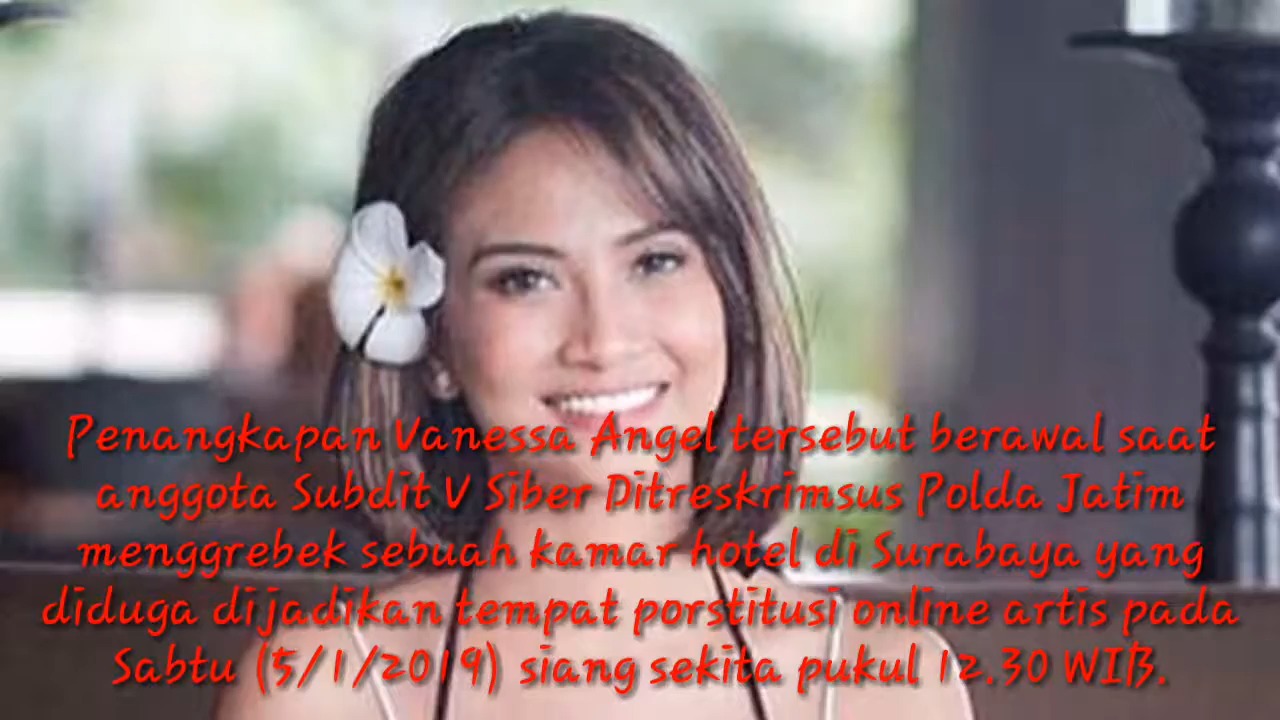 Penangkapan Vanessa Angel tersebut berawal saat
anggota Subdit V Siber Ditreskrimsus Polda Jatim
menggrebek sebuah kamar hotel di Surabaya yang
diduga dijadikan tempat porstitusi online artis pada
Sabtu (5/1/2019) siang sekita pukul 12.30 WIB.